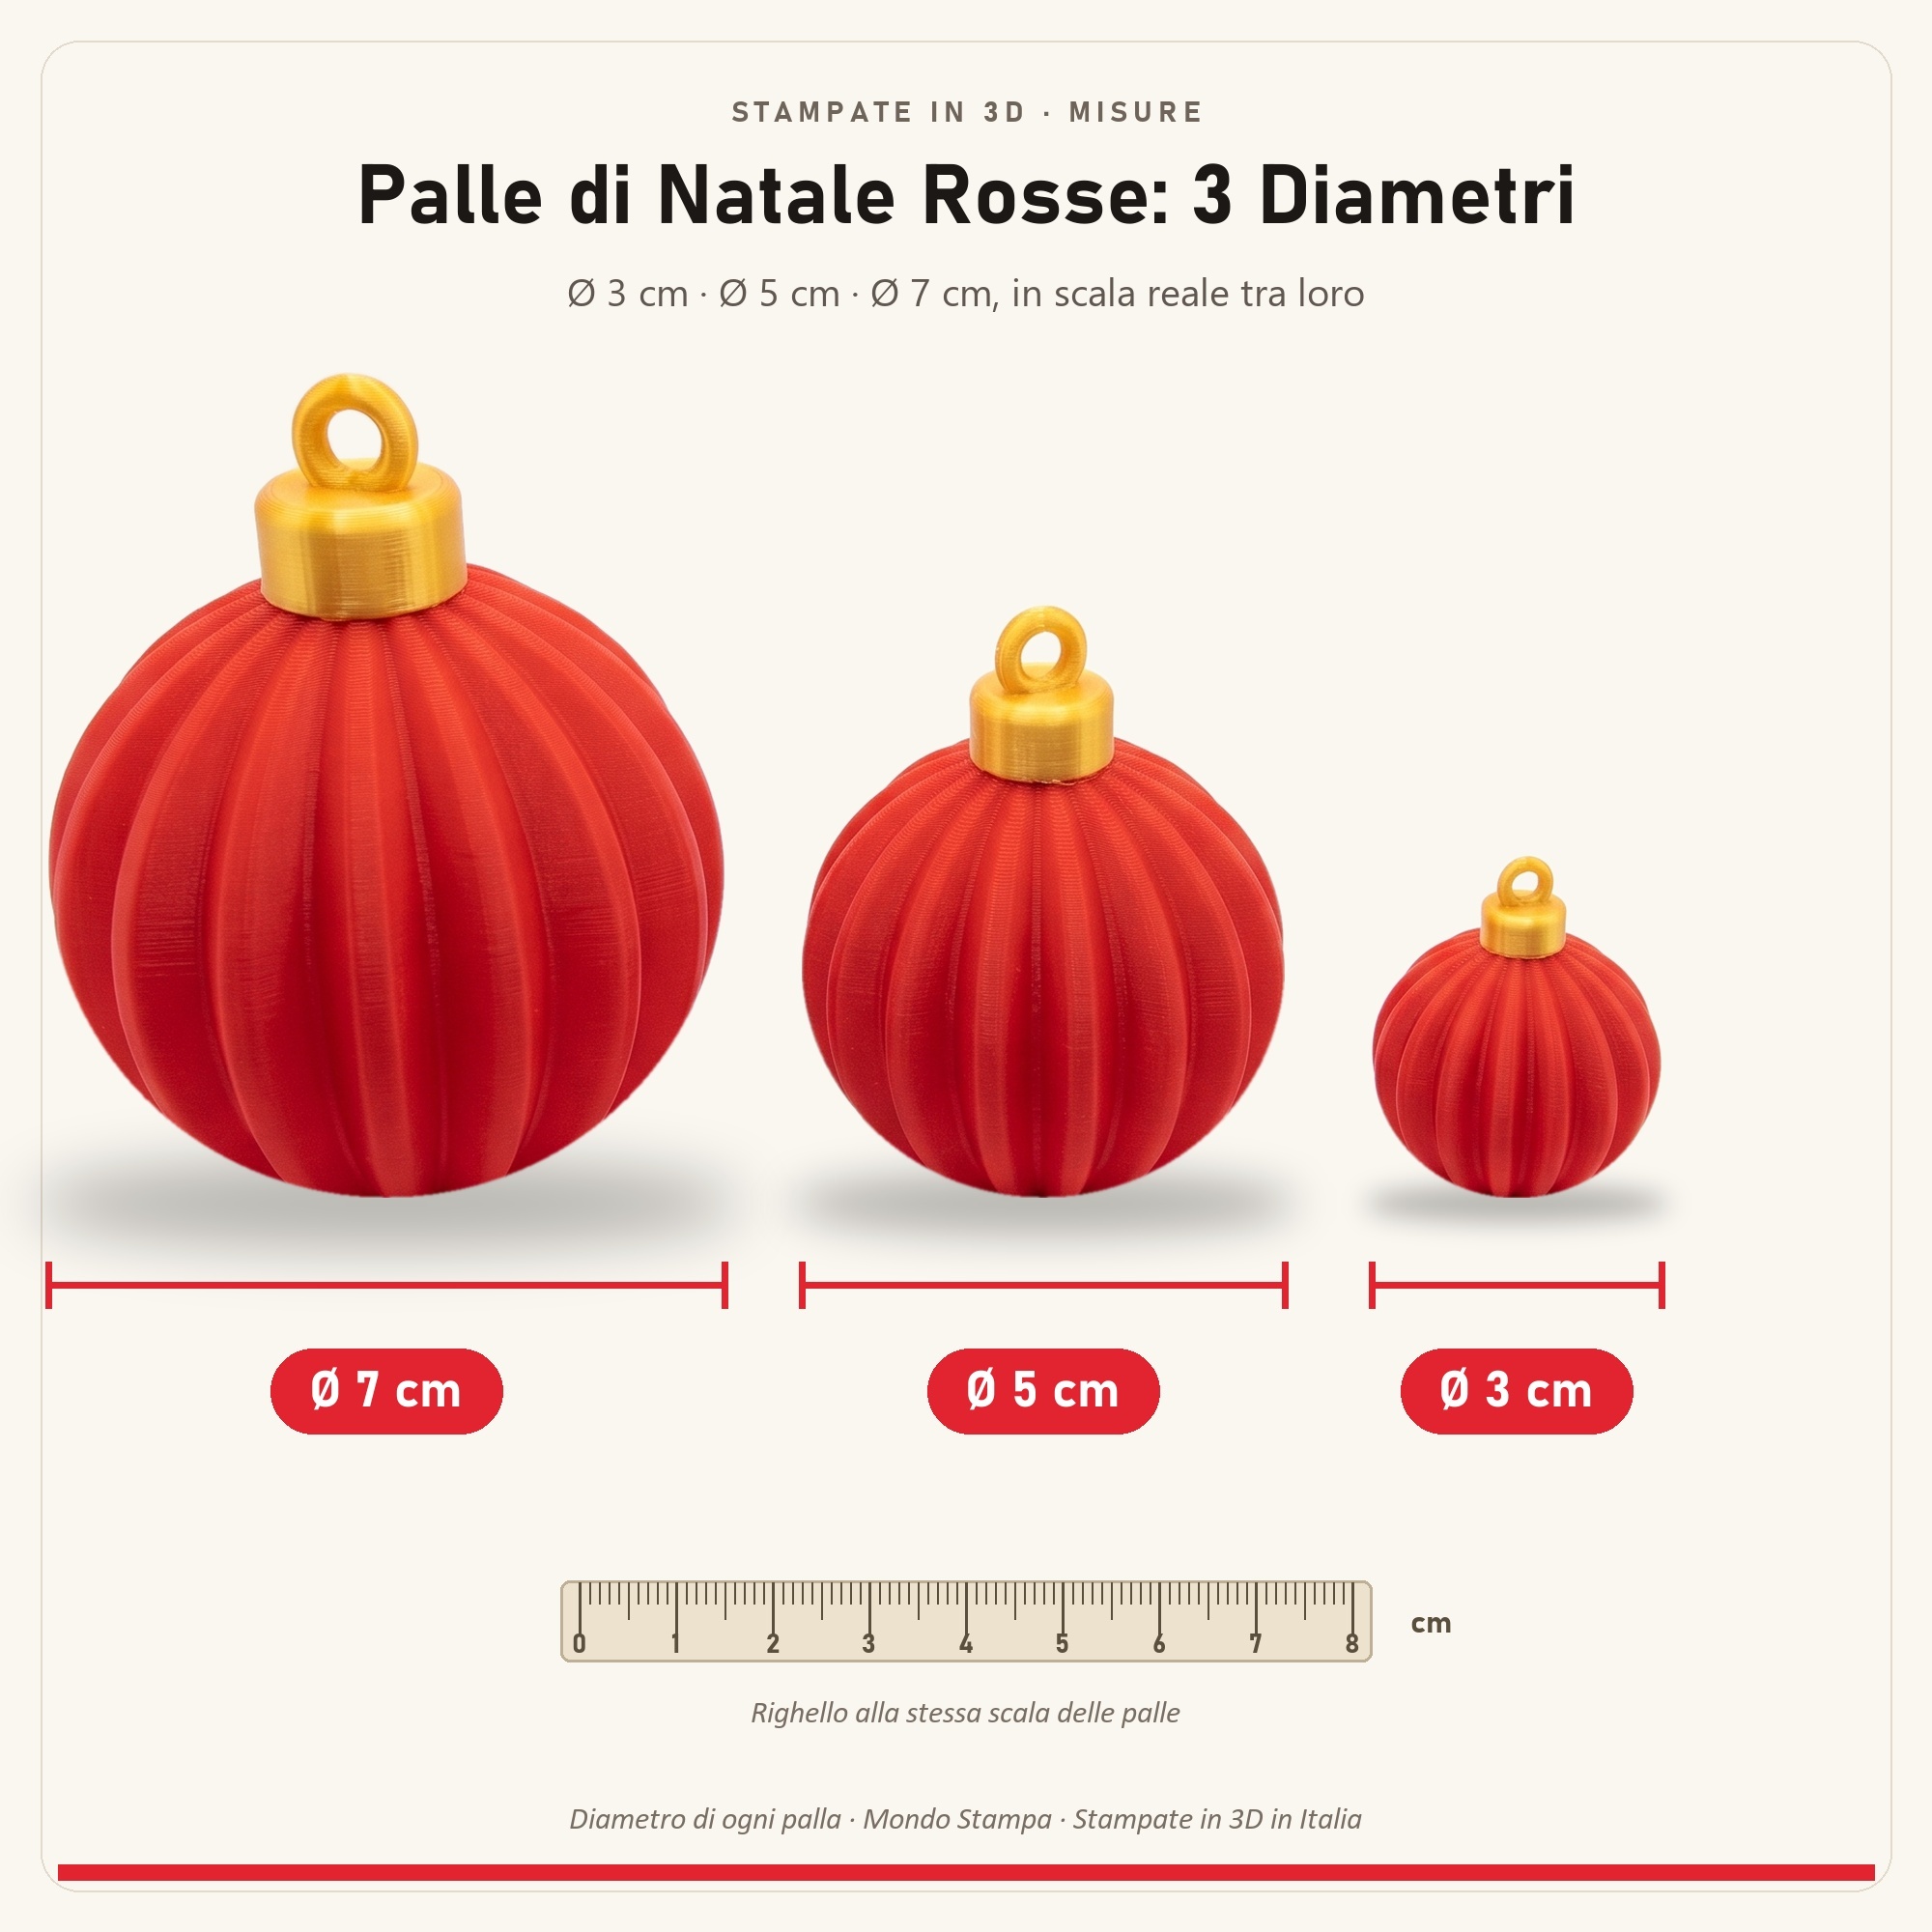 STAMPATE IN 3D · MISURE
Palle di Natale Rosse: 3 Diametri
Ø 3 cm · Ø 5 cm · Ø 7 cm, in scala reale tra loro
Ø 7 cm
Ø 5 cm
Ø 3 cm
0 1 2 3 4 5 6 7 8 cm
Righello alla stessa scala delle palle
Diametro di ogni palla · Mondo Stampa · Stampate in 3D in Italia